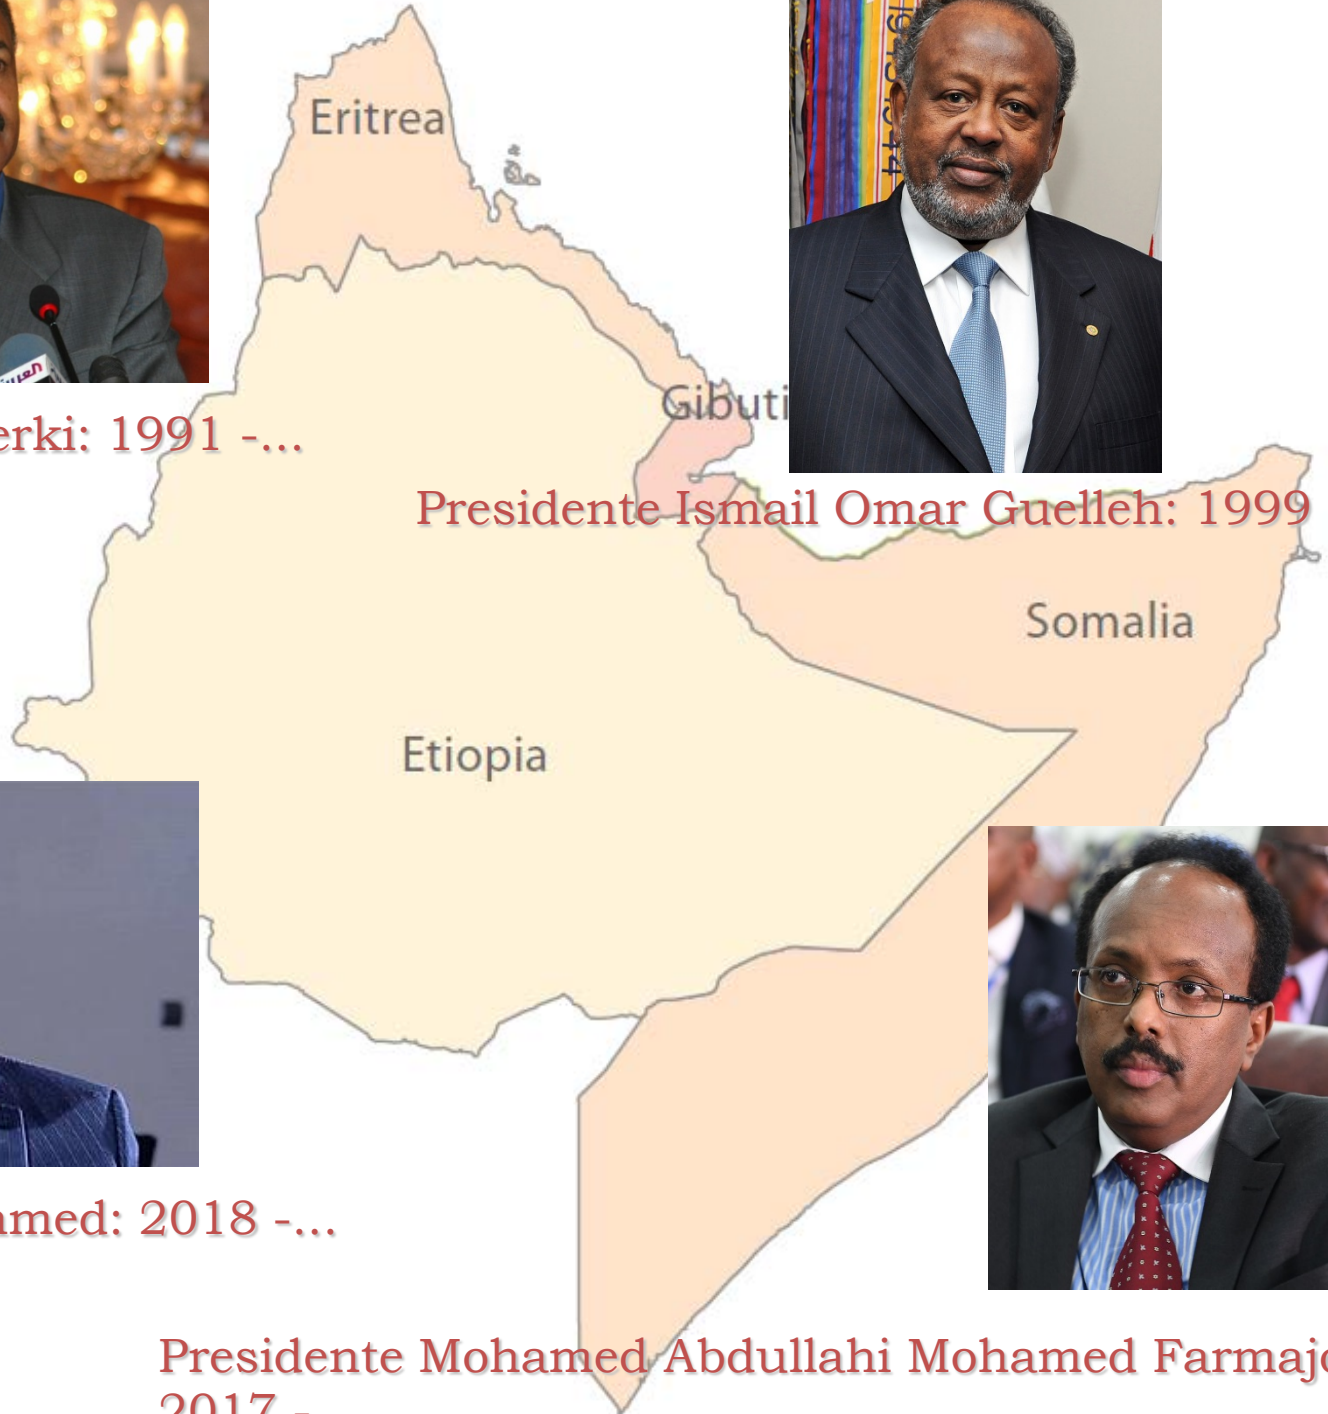 Eritrea
Gibuti
erki: 1991 -...
Presidente Ismail Omar Guelleh: 1999
Somalia
Etiopia
med: 2018 -...
Presidente Mohamed Abdullahi Mohamed Farmajo
2017 -